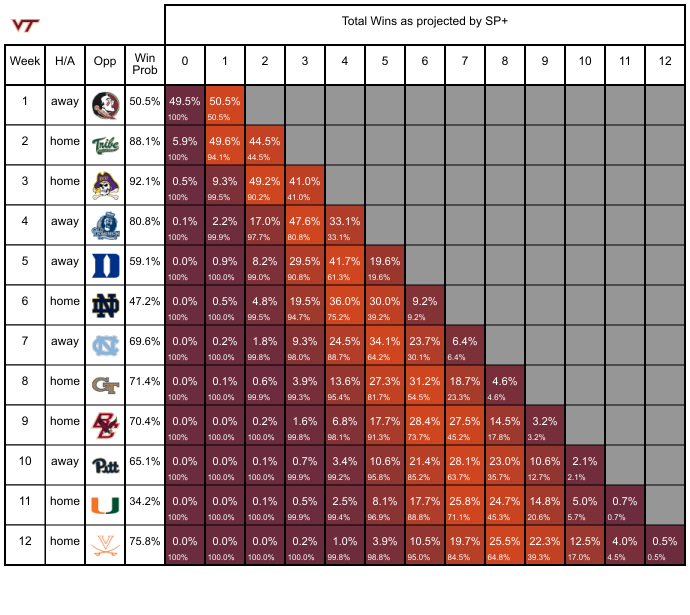 VT
Total Wins as projected by SP+
Week H/A Opp Win Prob 0 1 2 3 4 5 6 7 8 9 10 11 12
1 away 50.5% 49.5% 50.5%
100% 50.5%
2 home Tribe 88.1% 5.9% 49.6% 44.5%
100% 94.1% 44.5%
3 home ECU 92.1% 0.5% 9.3% 49.2% 41.0%
100% 99.5% 90.2% 41.0%
4 away 80.8% 0.1% 2.2% 17.0% 47.6% 33.1%
100% 99.9% 97.7% 80.8% 33.1%
5 away D 59.1% 0.0% 0.9% 8.2% 29.5% 41.7% 19.6%
100% 100.0% 99.0% 90.8% 61.3% 19.6%
6 home ND 47.2% 0.0% 0.5% 4.8% 19.5% 36.0% 30.0% 9.2%
100% 100.0% 99.5% 94.7% 75.2% 39.2% 9.2%
7 away NC 69.6% 0.0% 0.2% 1.8% 9.3% 24.5% 34.1% 23.7% 6.4%
100% 100.0% 99.8% 98.0% 88.7% 64.2% 30.1% 6.4%
8 home GT 71.4% 0.0% 0.1% 0.6% 3.9% 13.6% 27.3% 31.2% 18.7% 4.6%
100% 100.0% 99.9% 99.3% 95.4% 81.7% 54.5% 23.3% 4.6%
9 home BC 70.4% 0.0% 0.0% 0.2% 1.6% 6.8% 17.7% 28.4% 27.5% 14.5% 3.2%
100% 100.0% 100.0% 99.8% 98.1% 91.3% 73.7% 45.2% 17.8% 3.2%
10 away Pitt 65.1% 0.0% 0.0% 0.1% 0.7% 3.4% 10.6% 21.4% 28.1% 23.0% 10.6% 2.1%
100% 100.0% 100.0% 99.9% 99.2% 95.8% 85.2% 63.7% 35.7% 12.7% 2.1%
11 home U 34.2% 0.0% 0.0% 0.1% 0.5% 2.5% 8.1% 17.7% 25.8% 24.7% 14.8% 5.0% 0.7%
100% 100.0% 100.0% 99.9% 99.4% 96.9% 88.8% 71.1% 45.3% 20.6% 5.7% 0.7%
12 home V 75.8% 0.0% 0.0% 0.0% 0.2% 1.0% 3.9% 10.5% 19.7% 25.5% 22.3% 12.5% 4.0% 0.5%
100% 100.0% 100.0% 100.0% 99.8% 98.8% 95.0% 84.5% 64.8% 39.3% 17.0% 4.5% 0.5%